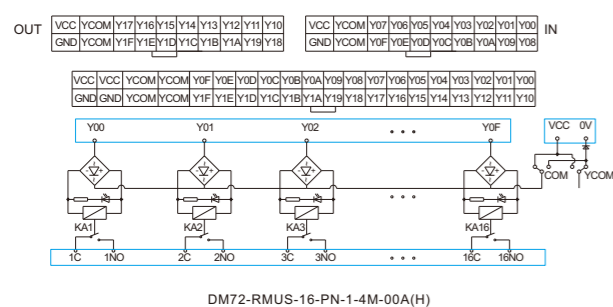 OUT VCC YCOM Y17 Y16 Y15 Y14 Y13 Y12 Y11 Y10 VCC YCOM Y07 Y06 Y05 Y04 Y03 Y02 Y01 Y00 IN
GND YCOM Y1F Y1E Y1D Y1C Y1B Y1A Y19 Y18 GND YCOM Y0F Y0E Y0D Y0C Y0B Y0A Y09 Y08
VCC VCC YCOM YCOM Y0F Y0E Y0D Y0C Y0B Y0A Y09 Y08 Y07 Y06 Y05 Y04 Y03 Y02 Y01 Y00
GND GND YCOM YCOM Y1F Y1E Y1D Y1C Y1B Y1A Y19 Y18 Y17 Y16 Y15 Y14 Y13 Y12 Y11 Y10
Y00 Y01 Y02 ... Y0F VCC 0V
COM YCOM
...
KA1 KA2 KA3 KA16
1C 1NO 2C 2NO 3C 3NO ... 16C 16NO
DM72-RMUS-16-PN-1-4M-00A(H)